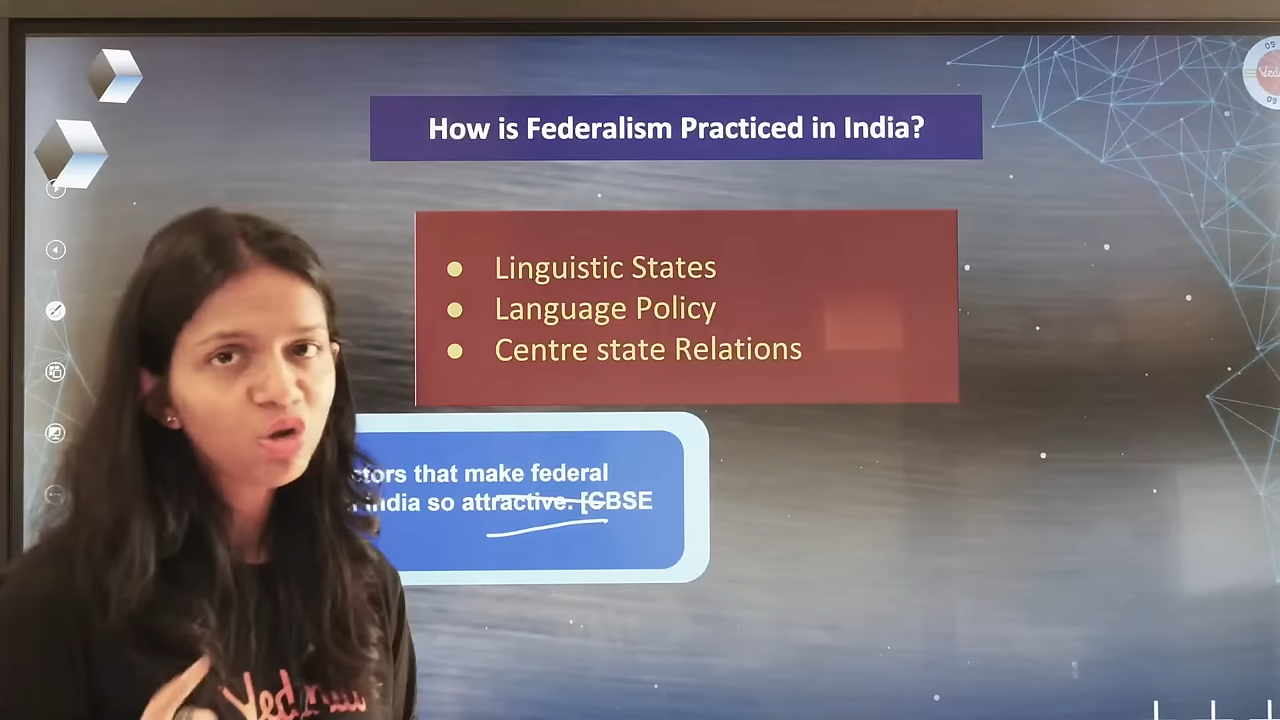 How is Federalism Practiced in India?
Linguistic States
Language Policy
Centre state Relations
that make federal
India so attractive. [CBSE